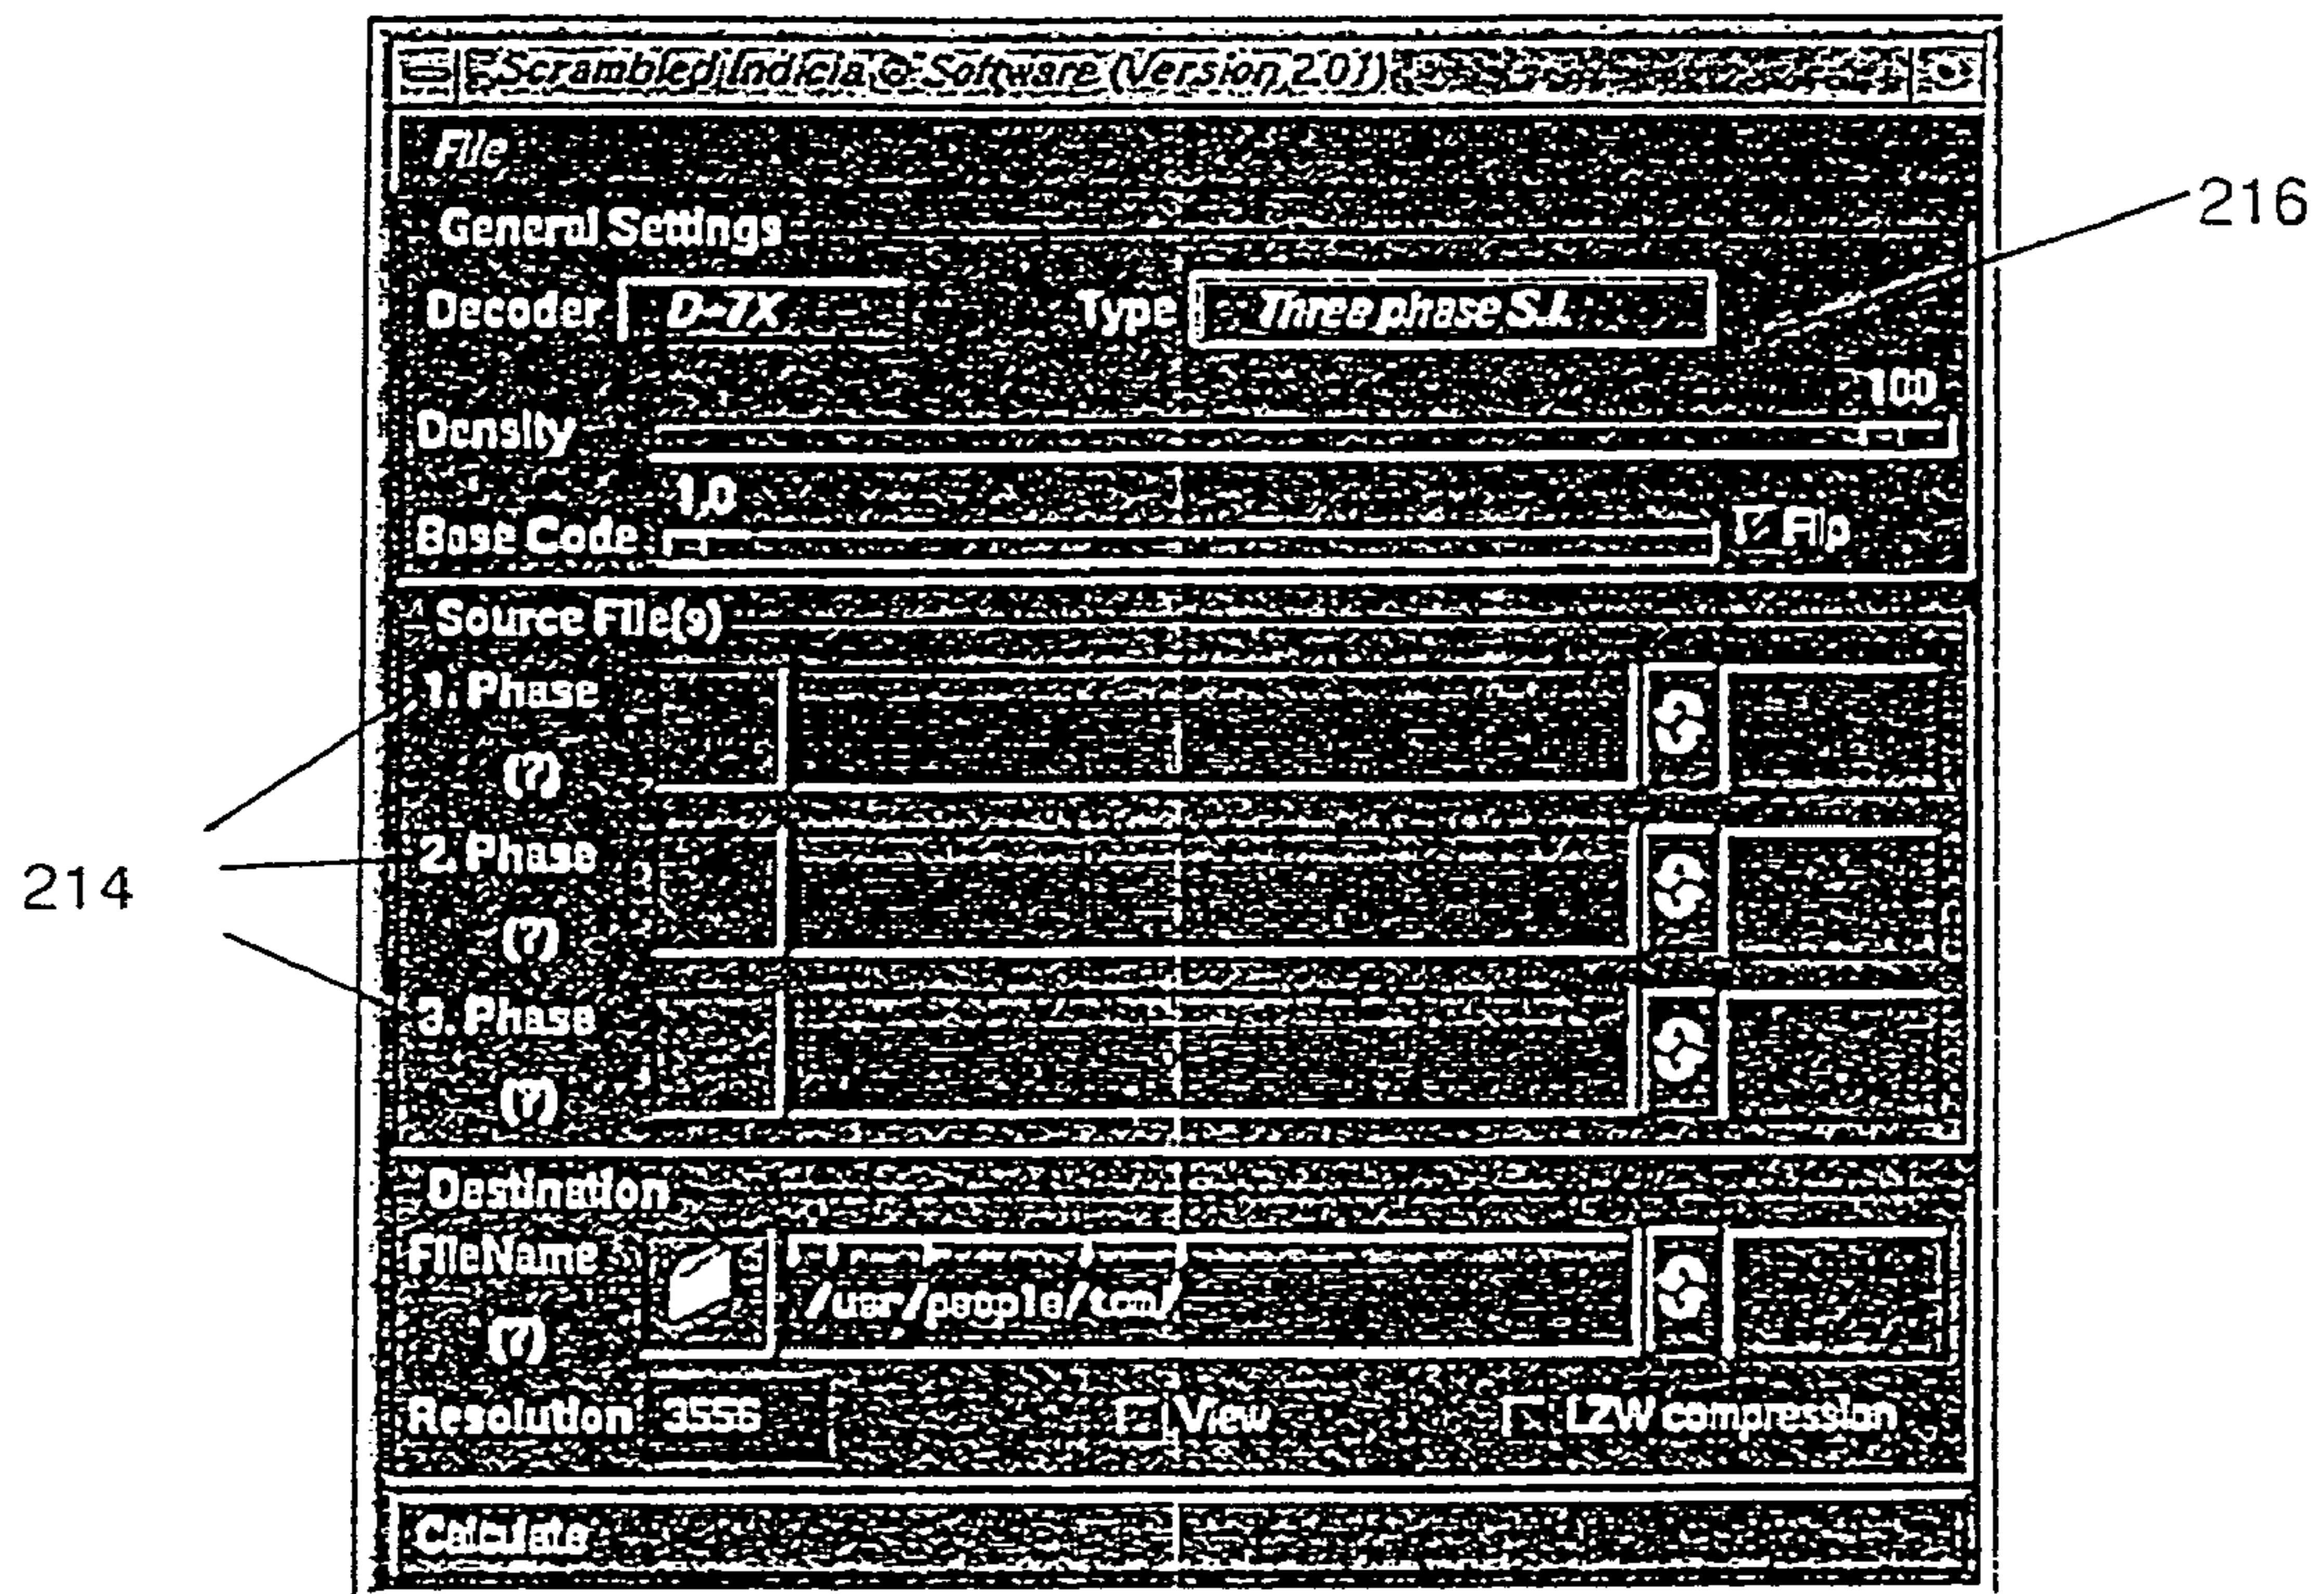 Scrambled Indicia © Software (Version 2.01)
File
General Settings
216
Decoder D-7X Type Three phase S.I.
100
Density
1.0
Base Code Flip
Source File(s)
1. Phase
(?)
214
2. Phase
(?)
3. Phase
(?)
Destination
FileName
/usr/people/tom/
(?)
Resolution 3556 View LZW compression
Calculate